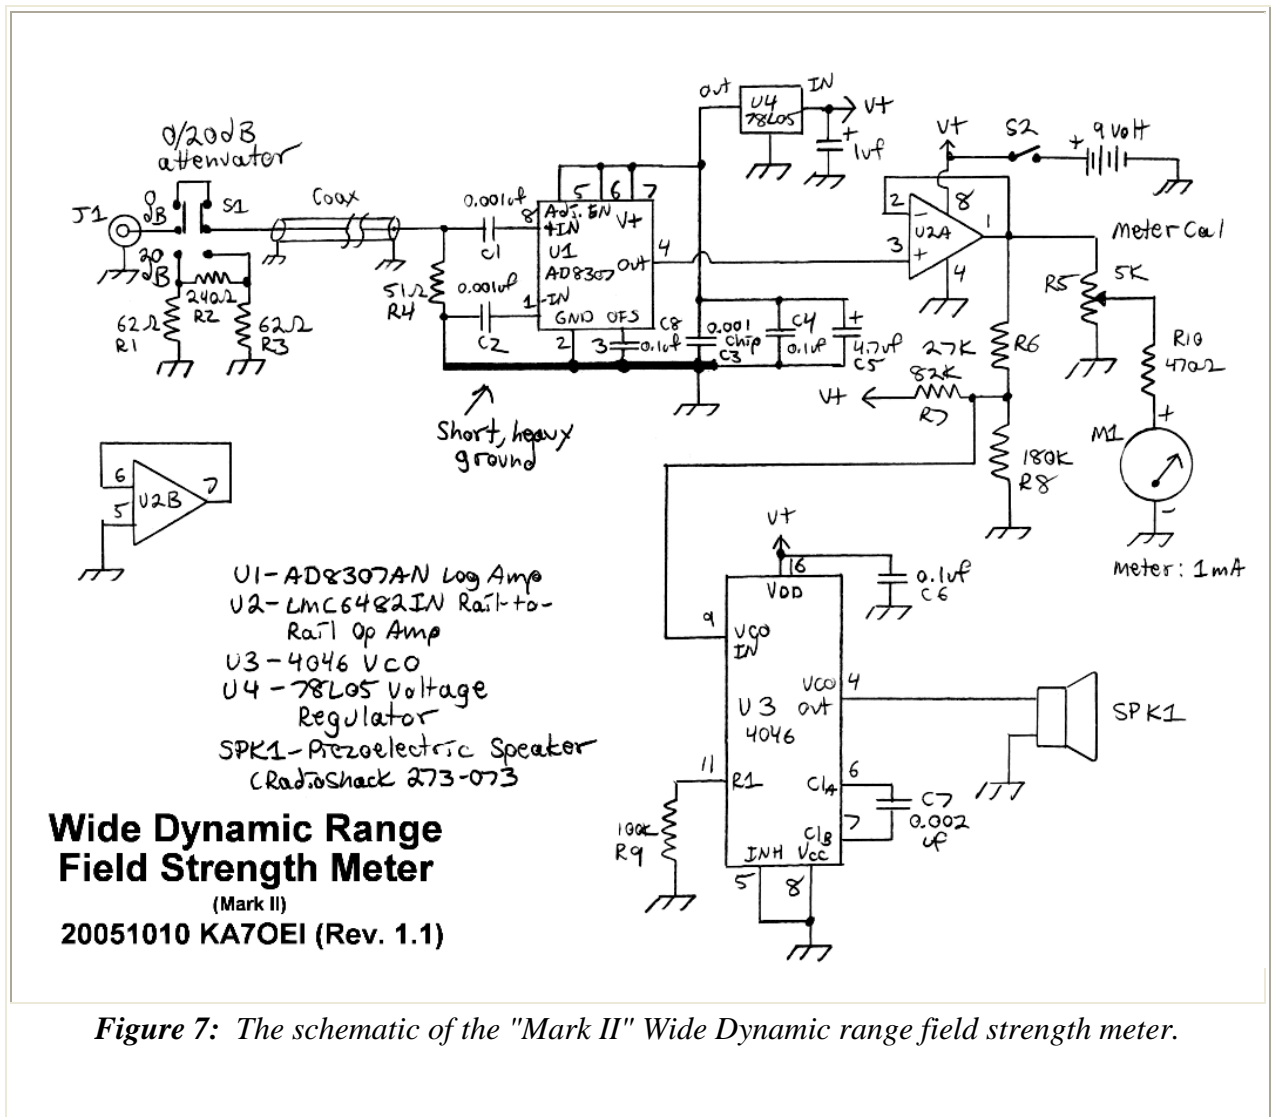 0/20dB
attenuator
J1
0
dB
S1
20
dB
240Ω
R2
62Ω
R1
62Ω
R3
Coax
0.001uf
C1
51Ω
R4
0.001uf
C2
8
Adj. EN
+IN
V+
U1
AD8307
Out
1
-IN
GND
OFS
5
6
7
4
2
3
C8
0.1uf
0.001
Chip
C3
C4
0.1uf
+
4.7uf
C5
Short, heavy
ground
Out
IN
U4
78L05
V+
+
1uf
V+
S2
+
9 Volt
2
-
8
U2A
1
3
+
4
Meter Cal
R5
5K
R10
470Ω
27K
R6
82K
V+
R7
180K
R8
M1
+
-
Meter: 1mA
6
5
U2B
7
V+
16
VDD
0.1uf
C6
9
VCO
IN
VCO
Out
4
U3
4046
SPK1
11
R1
C1A
6
C7
0.002
uf
7
C1B
100K
R9
INH
Vcc
5
8
U1-AD8307AN Log Amp
U2-LMC6482IN Rail-to-
Rail Op Amp
U3-4046 VCO
U4-78L05 Voltage
Regulator
SPK1-Piezoelectric Speaker
(RadioShack 273-073
Wide Dynamic Range
Field Strength Meter
(Mark II)
20051010 KA7OEI (Rev. 1.1)
Figure 7: The schematic of the "Mark II" Wide Dynamic range field strength meter.